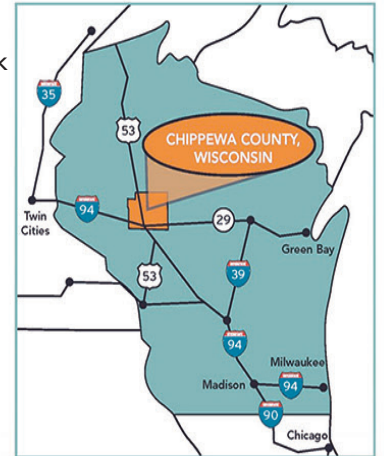 k
35
53
CHIPPEWA COUNTY,
WISCONSIN
94
Twin
Cities
29
Green Bay
53
39
94
Milwaukee
Madison
94
90
Chicago